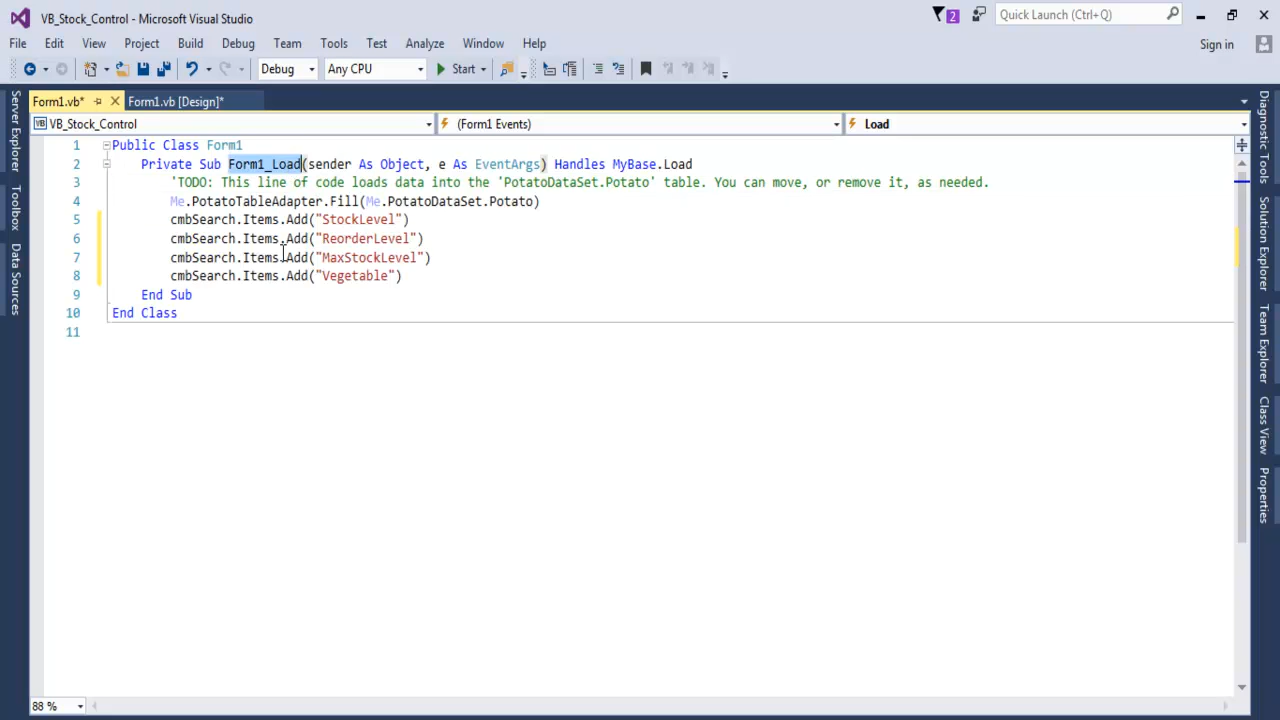 VB_Stock_Control - Microsoft Visual Studio
2
Quick Launch (Ctrl+Q)
File Edit View Project Build Debug Team Tools Test Analyze Window Help
Sign in
Debug Any CPU Start
Form1.vb* Form1.vb [Design]*
VB_Stock_Control (Form1 Events) Load
1 Public Class Form1
2 Private Sub Form1_Load(sender As Object, e As EventArgs) Handles MyBase.Load
3 'TODO: This line of code loads data into the 'PotatoDataSet.Potato' table. You can move, or remove it, as needed.
4 Me.PotatoTableAdapter.Fill(Me.PotatoDataSet.Potato)
5 cmbSearch.Items.Add("StockLevel")
6 cmbSearch.Items.Add("ReorderLevel")
7 cmbSearch.Items.Add("MaxStockLevel")
8 cmbSearch.Items.Add("Vegetable")
9 End Sub
10 End Class
11
88 %
Server Explorer
Toolbox
Data Sources
Diagnostic Tools
Solution Explorer
Team Explorer
Class View
Properties